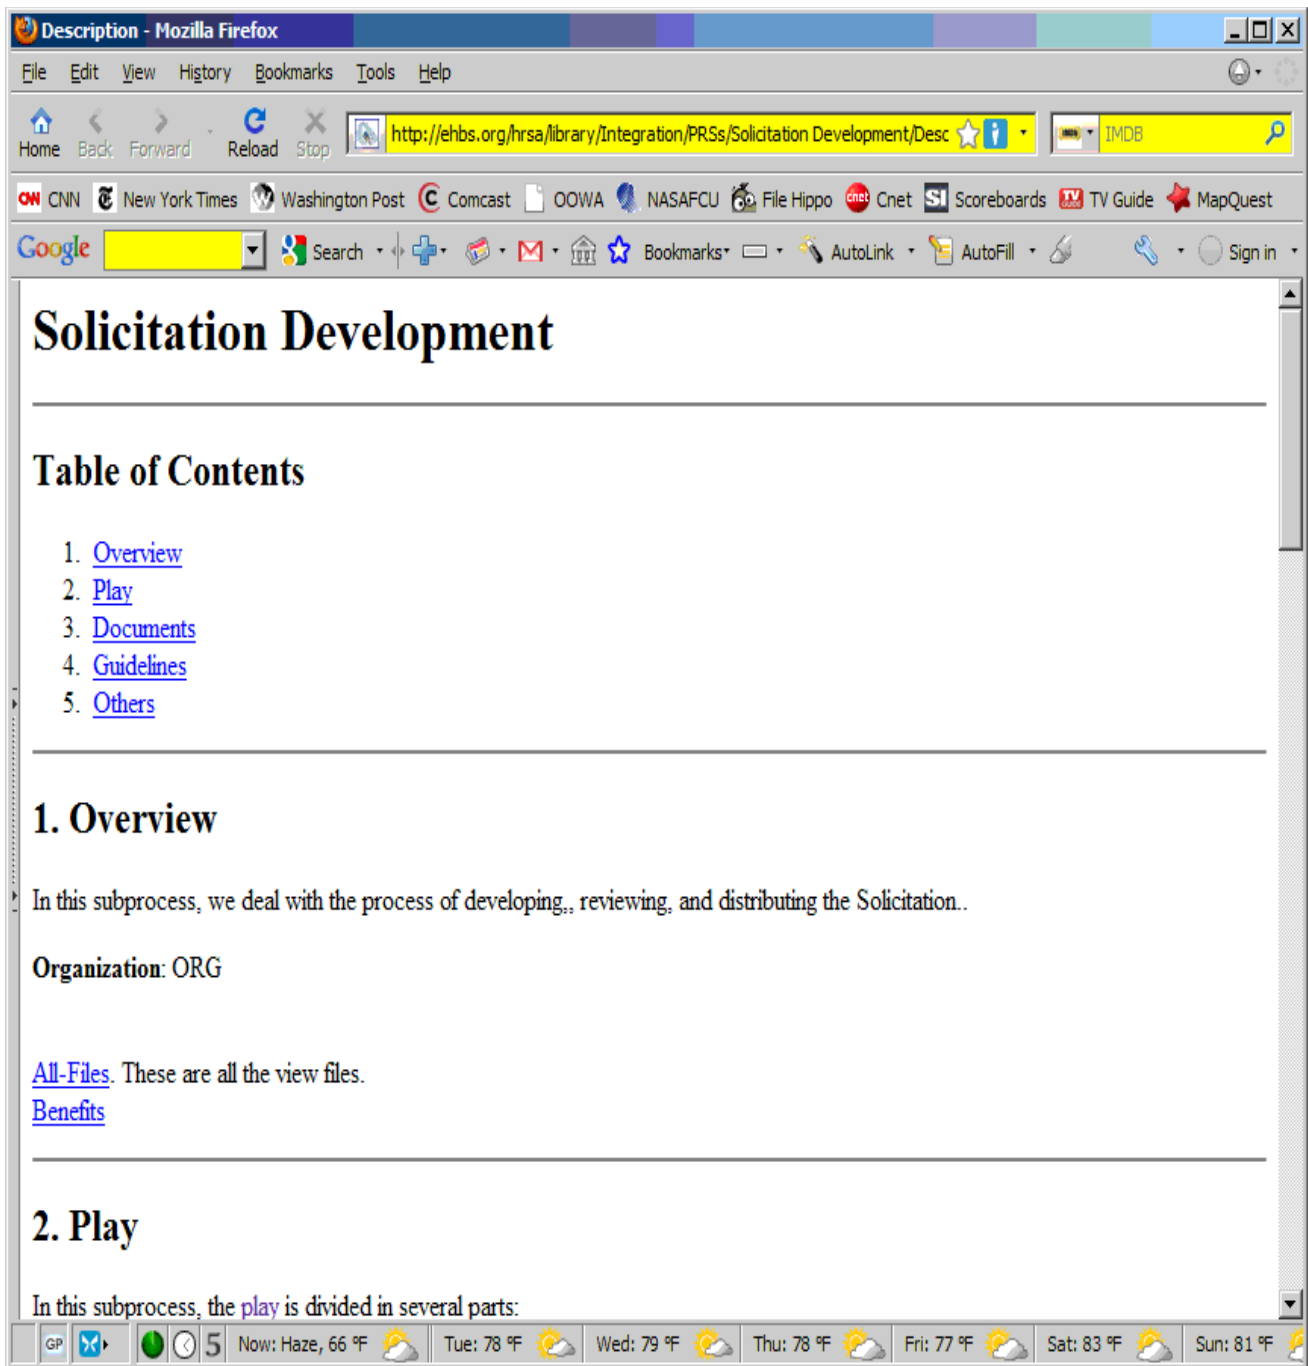 Description - Mozilla Firefox
File Edit View History Bookmarks Tools Help
Home Back Forward Reload Stop http://ehbs.org/hrsa/library/Integration/PRSs/Solicitation Development/Desc IMDB
CNN New York Times Washington Post Comcast OOWA NASAFCU File Hippo cnet Cnet SI Scoreboards TV Guide MapQuest
Google Search Bookmarks AutoLink AutoFill Sign in
Solicitation Development
Table of Contents
1. Overview
2. Play
3. Documents
4. Guidelines
5. Others
1. Overview
In this subprocess, we deal with the process of developing,, reviewing, and distributing the Solicitation..
Organization: ORG
All-Files. These are all the view files.
Benefits
2. Play
In this subprocess, the play is divided in several parts:
GP 5 Now: Haze, 66 °F Tue: 78 °F Wed: 79 °F Thu: 78 °F Fri: 77 °F Sat: 83 °F Sun: 81 °F